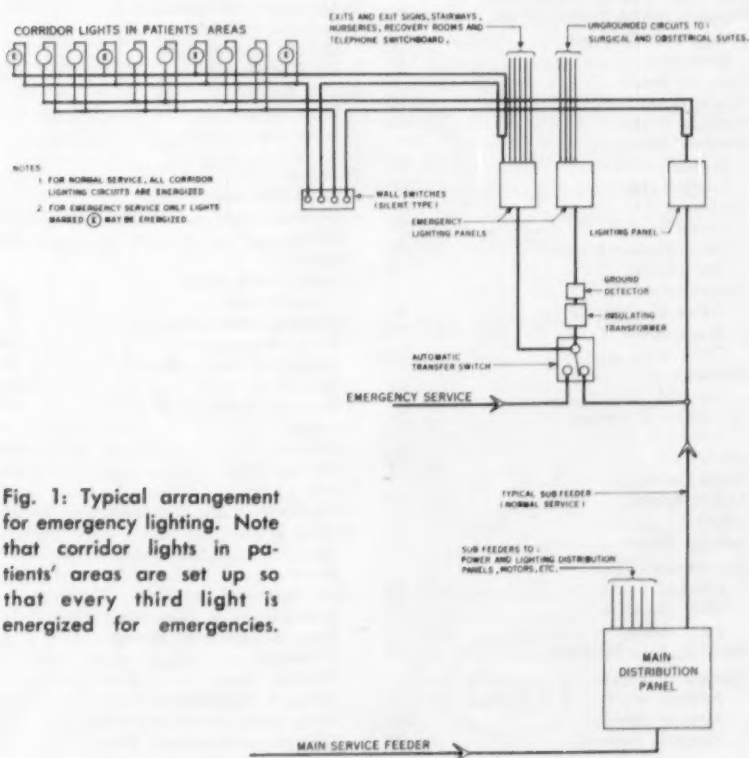 EXITS AND EXIT SIGNS, STAIRWAYS,
NURSERIES, RECOVERY ROOMS AND
TELEPHONE SWITCHBOARD.
UNGROUNDED CIRCUITS TO:
SURGICAL AND OBSTETRICAL SUITES.
CORRIDOR LIGHTS IN PATIENTS' AREAS
E
E
E
E
NOTES:
1. FOR NORMAL SERVICE, ALL CORRIDOR
LIGHTING CIRCUITS ARE ENERGIZED
2. FOR EMERGENCY SERVICE ONLY LIGHTS
MARKED E MAY BE ENERGIZED
WALL SWITCHES
(SILENT TYPE)
EMERGENCY
LIGHTING PANELS
LIGHTING PANEL
GROUND
DETECTOR
INSULATING
TRANSFORMER
AUTOMATIC
TRANSFER SWITCH
EMERGENCY SERVICE
TYPICAL SUB FEEDER
(NORMAL SERVICE)
Fig. 1: Typical arrangement
for emergency lighting. Note
that corridor lights in pa-
tients' areas are set up so
that every third light is
energized for emergencies.
SUB FEEDERS TO:
POWER AND LIGHTING DISTRIBUTION
PANELS, MOTORS, ETC.
MAIN
DISTRIBUTION
PANEL
MAIN SERVICE FEEDER